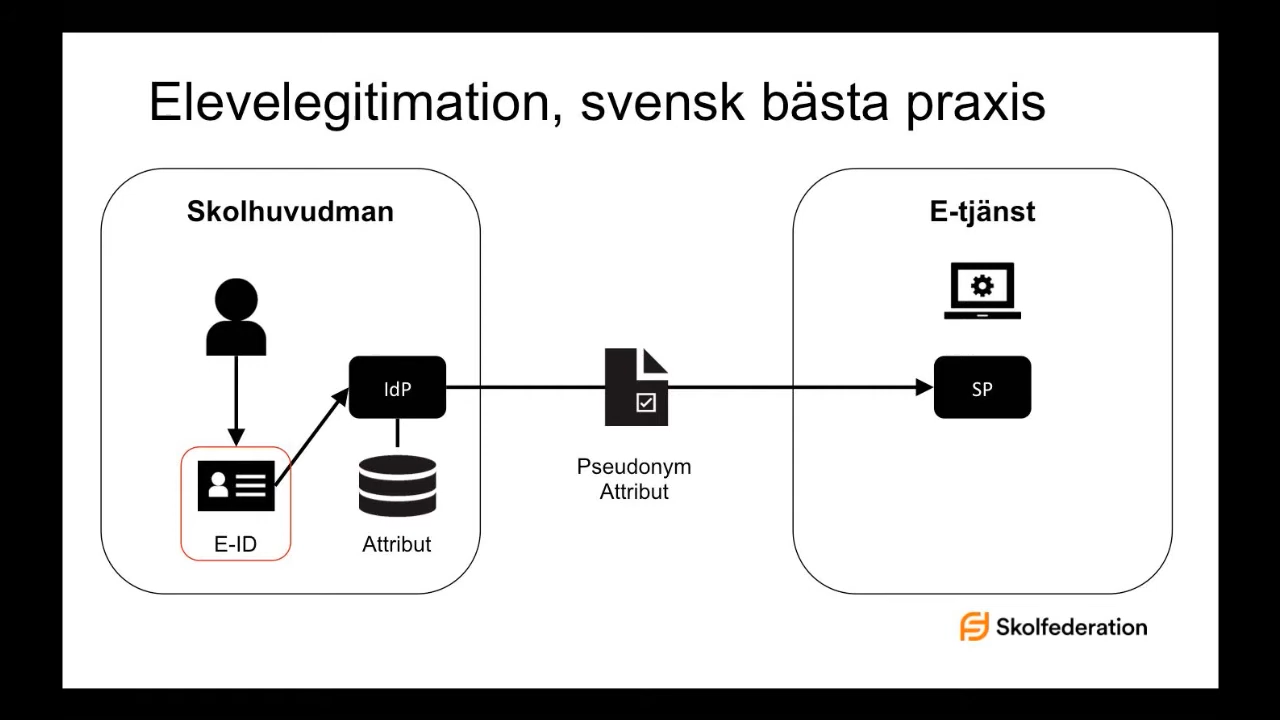 Elevelegitimation, svensk bästa praxis
Skolhuvudman
E-tjänst
IdP
SP
Pseudonym
Attribut
E-ID
Attribut
Skolfederation